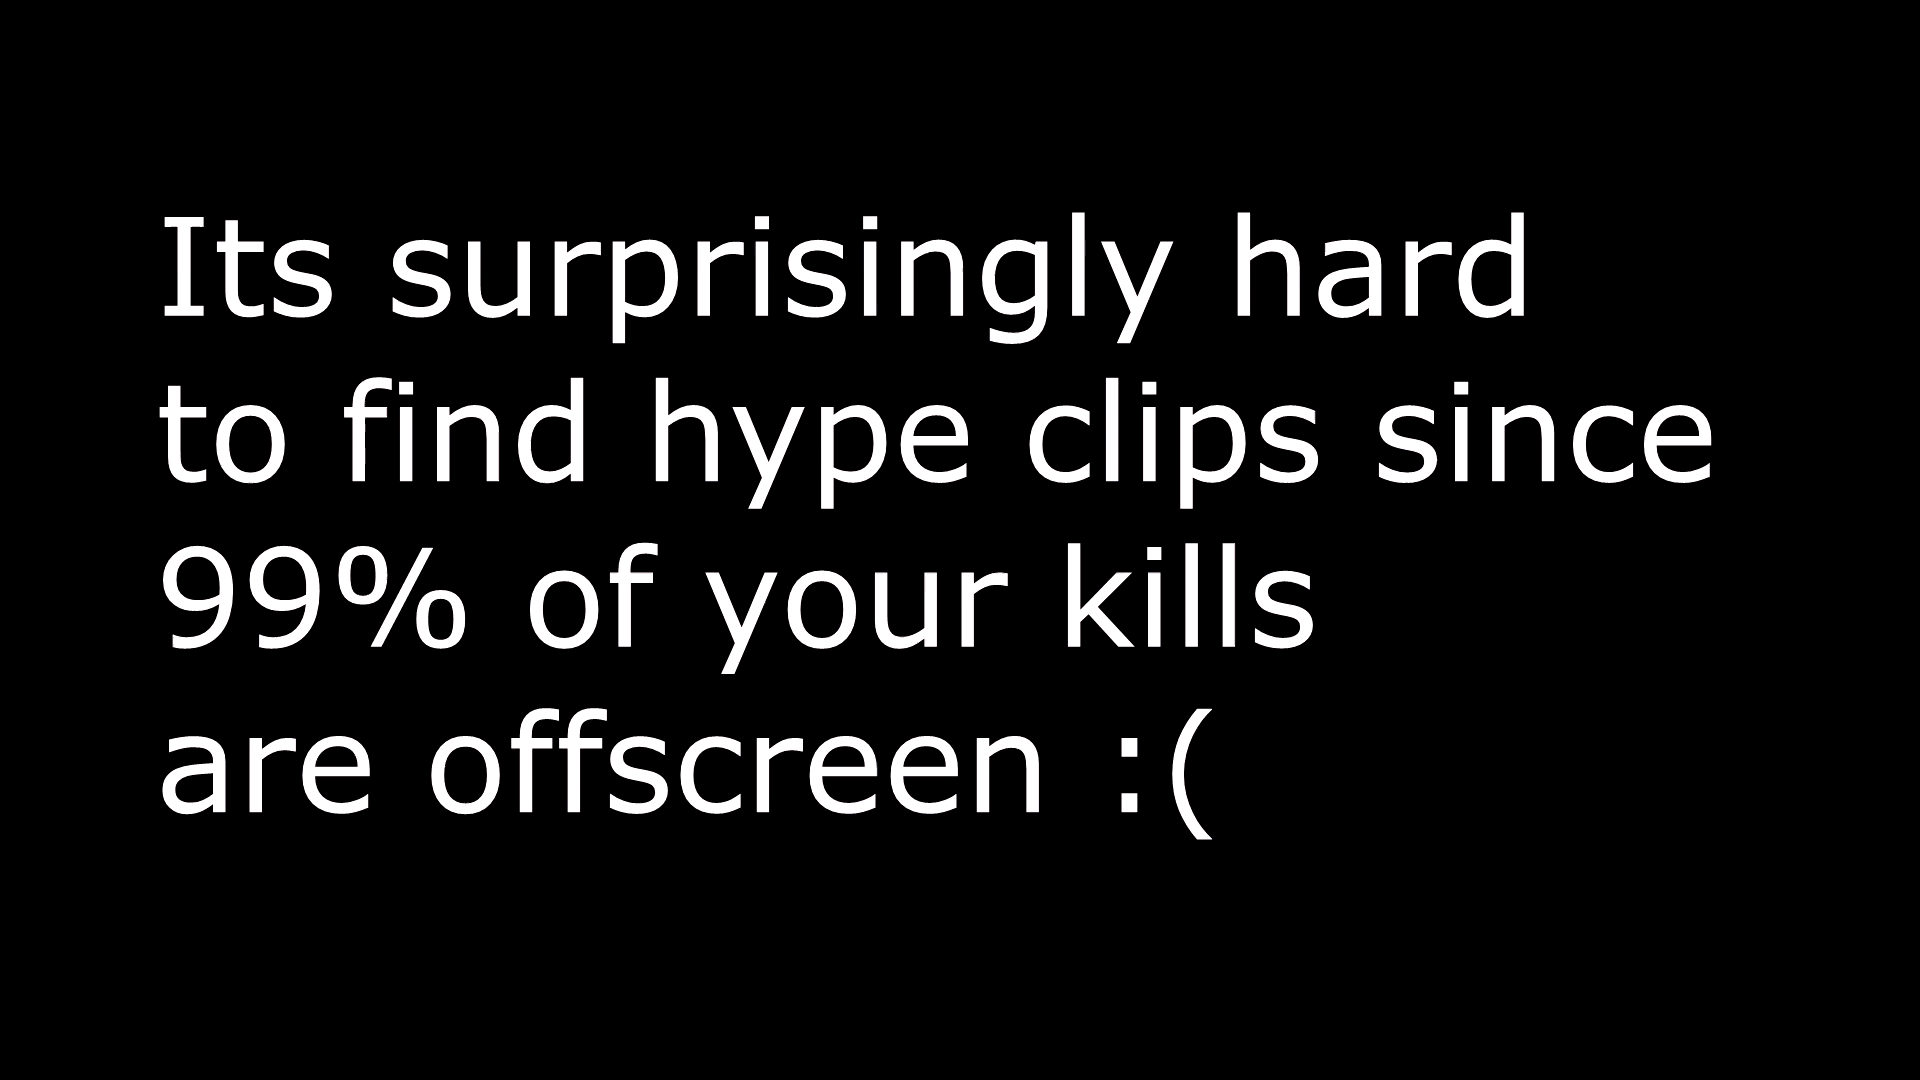 Its surprisingly hard
to find hype clips since
99% of your kills
are offscreen :(